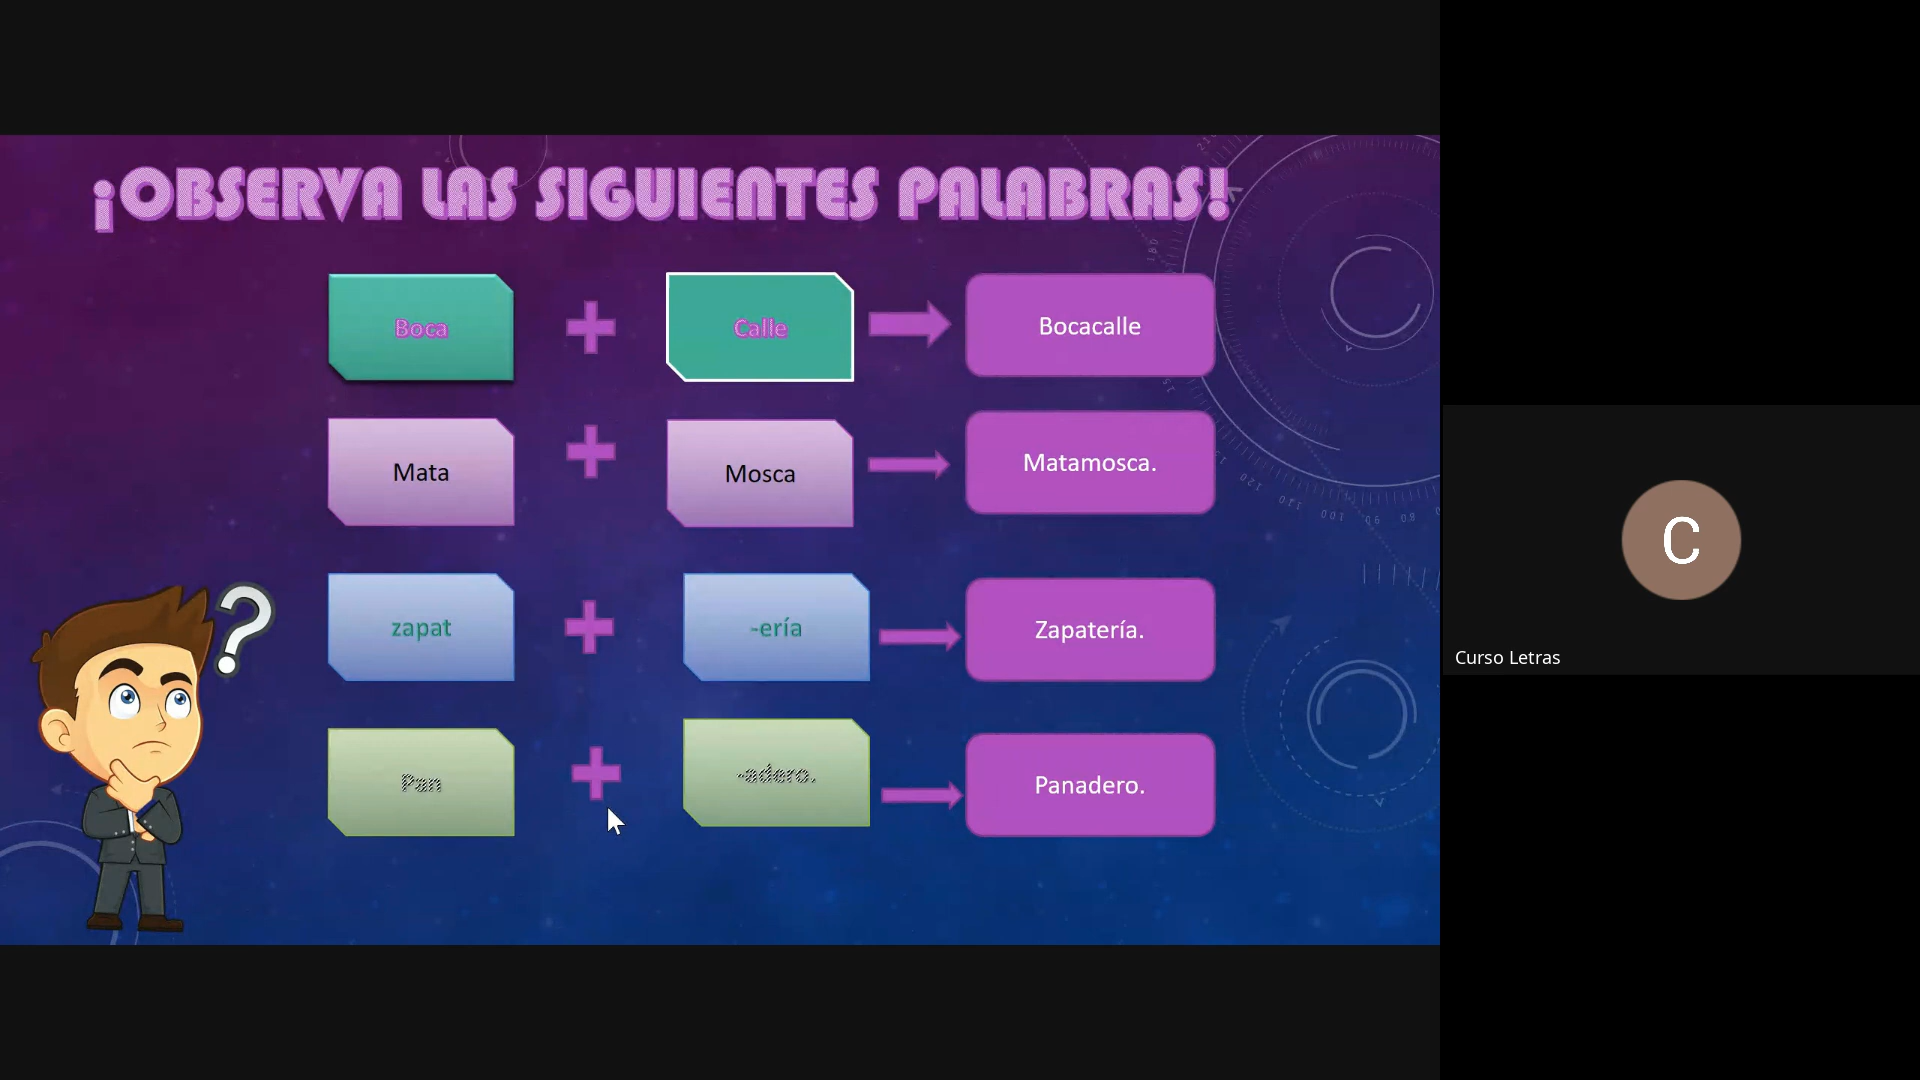 ¡OBSERVA LAS SIGUIENTES PALABRAS!
Boca + Calle Bocacalle
Mata + Mosca Matamosca.
zapat + -ería Zapatería.
Pan + -adero. Panadero.
?
C
Curso Letras